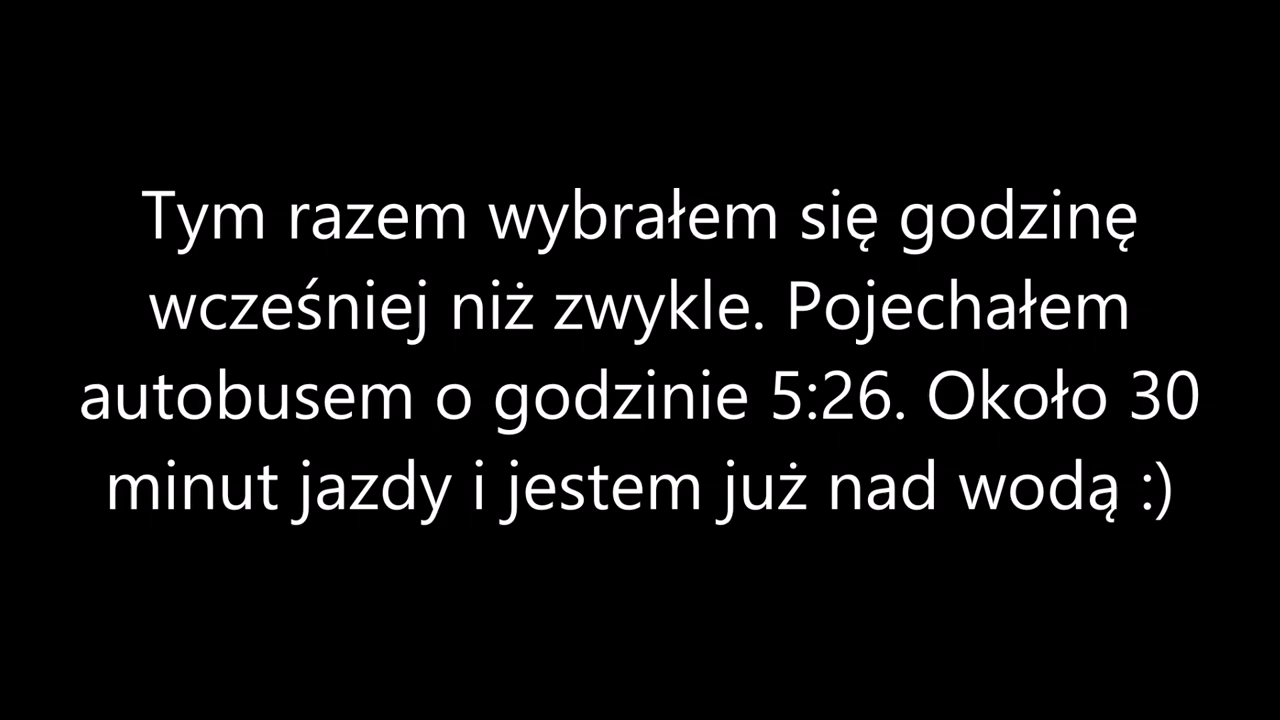 Tym razem wybrałem się godzinę
wcześniej niż zwykle. Pojechałem
autobusem o godzinie 5:26. Około 30
minut jazdy i jestem już nad wodą :)